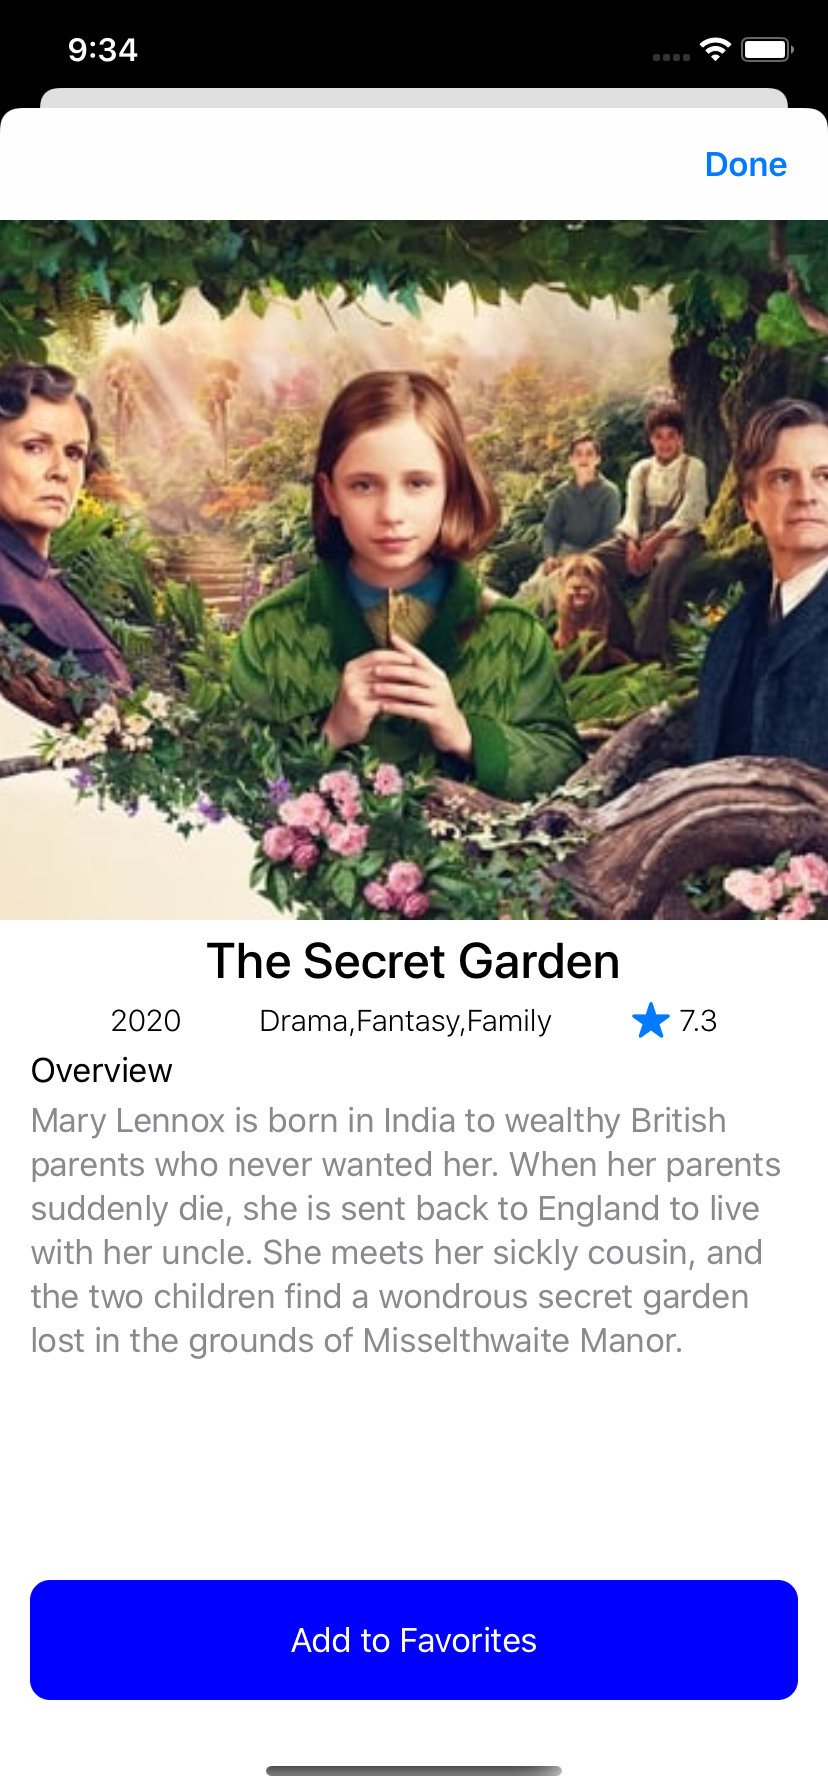 9:34
Done
The Secret Garden
2020 Drama,Fantasy,Family 7.3
Overview
Mary Lennox is born in India to wealthy British
parents who never wanted her. When her parents
suddenly die, she is sent back to England to live
with her uncle. She meets her sickly cousin, and
the two children find a wondrous secret garden
lost in the grounds of Misselthwaite Manor.
Add to Favorites